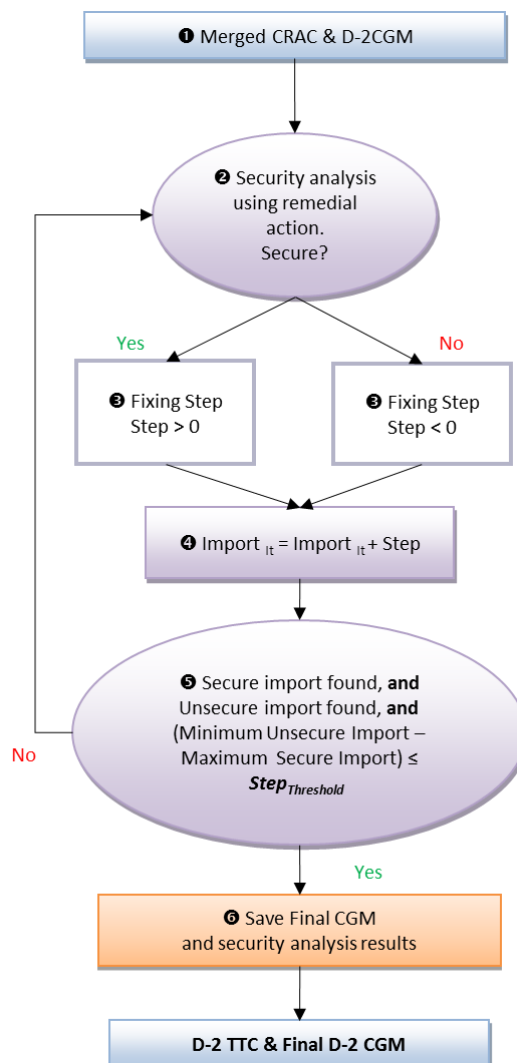 ❶ Merged CRAC & D-2CGM
❷ Security analysis
using remedial
action.
Secure?
Yes
No
❸ Fixing Step
Step > 0
❸ Fixing Step
Step < 0
❹ Import It = Import It + Step
❺ Secure import found, and
Unsecure import found, and
(Minimum Unsecure Import –
Maximum Secure Import) ≤
StepThreshold
No
Yes
❻ Save Final CGM
and security analysis results
D-2 TTC & Final D-2 CGM